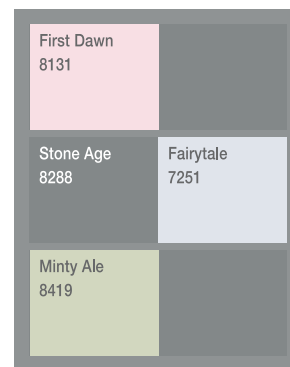 First Dawn
8131
Stone Age
8288
Fairytale
7251
Minty Ale
8419